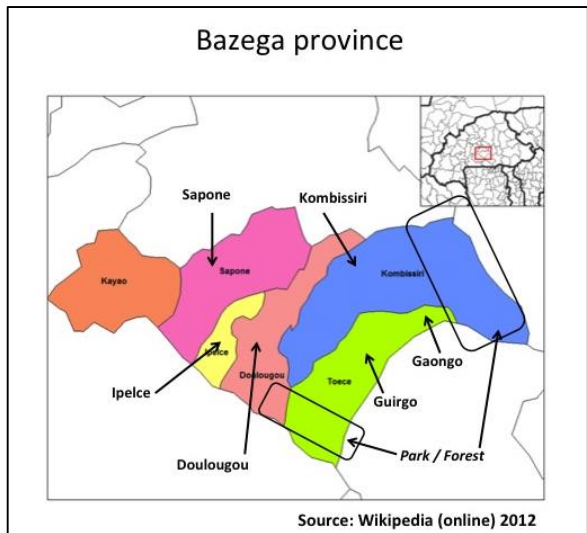 Bazega province
Sapone
Kombissiri
Kayao
Sapone
Kombissiri
Ipelce
Doulougou
Toece
Gaongo
Guirgo
Ipelce
Doulougou
Park / Forest
Source: Wikipedia (online) 2012